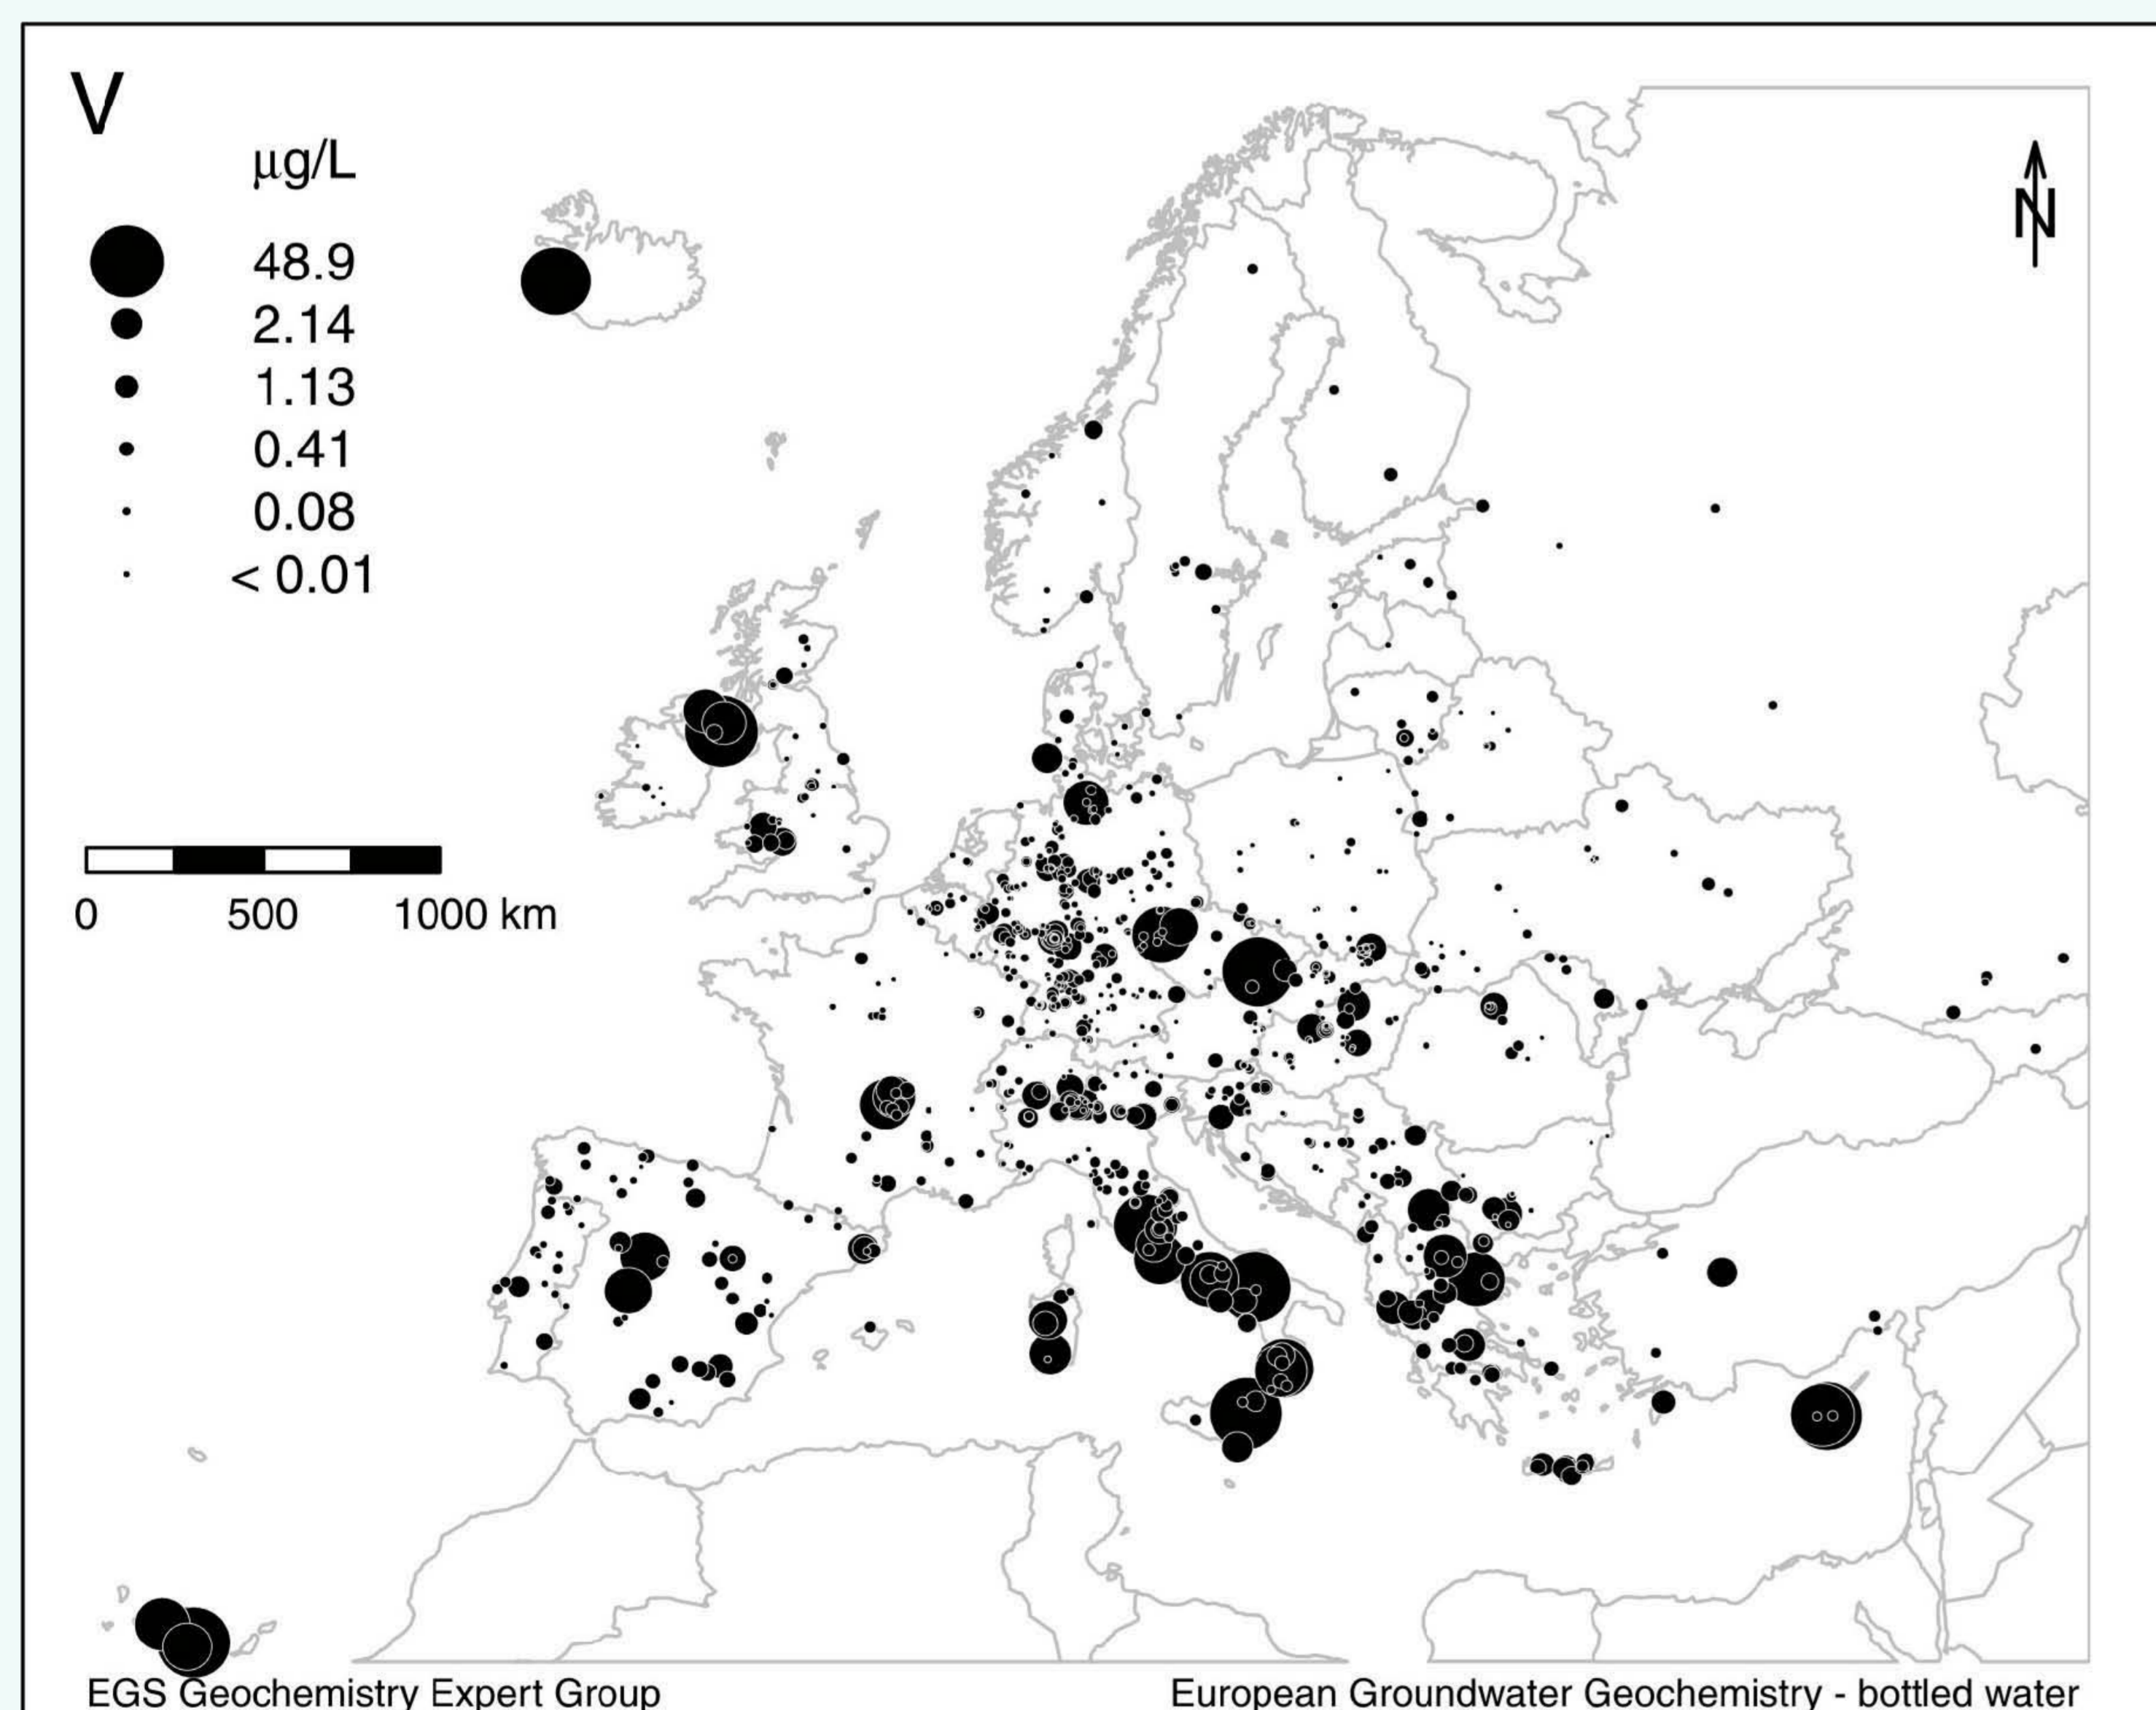 V
µg/L
48.9
2.14
1.13
0.41
0.08
< 0.01
N
0 500 1000 km
EGS Geochemistry Expert Group
European Groundwater Geochemistry - bottled water